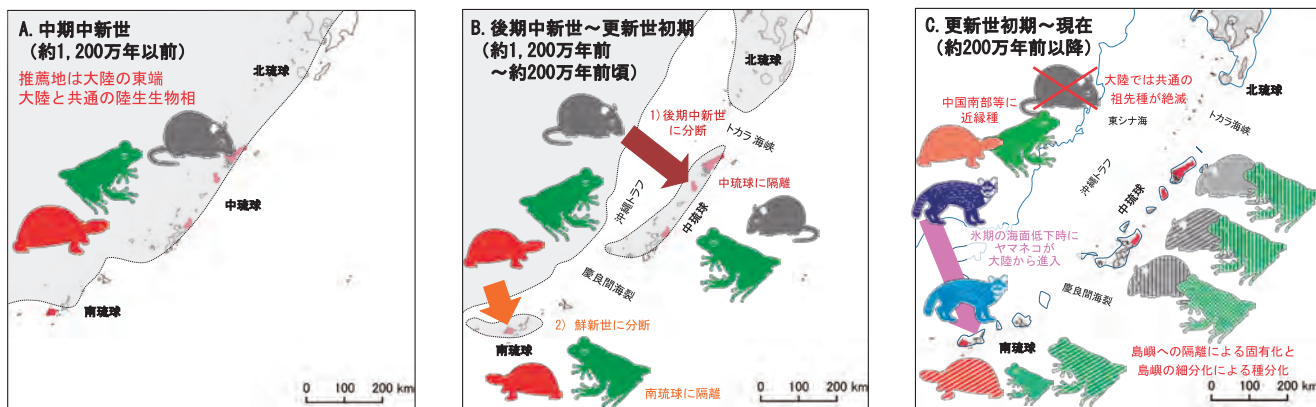 A. 中期中新世
(約1,200万年以前)
推薦地は大陸の東端
大陸と共通の陸生生物相
北琉球
中琉球
南琉球
0 100 200 km
B. 後期中新世～更新世初期
(約1,200万年前
～約200万年前頃)
北琉球
1) 後期中新世
に分断
トカラ海峡
中琉球に隔離
沖縄トラフ
中琉球
慶良間海裂
2) 鮮新世に分断
南琉球
南琉球に隔離
0 100 200 km
C. 更新世初期～現在
(約200万年前以降)
大陸では共通の
祖先種が絶滅
北琉球
中国南部等に
近縁種
東シナ海
トカラ海峡
沖縄トラフ
中琉球
氷期の海面低下時に
ヤマネコが
大陸から進入
慶良間海裂
南琉球
島嶼への隔離による固有化と
島嶼の細分化による種分化
0 100 200 km